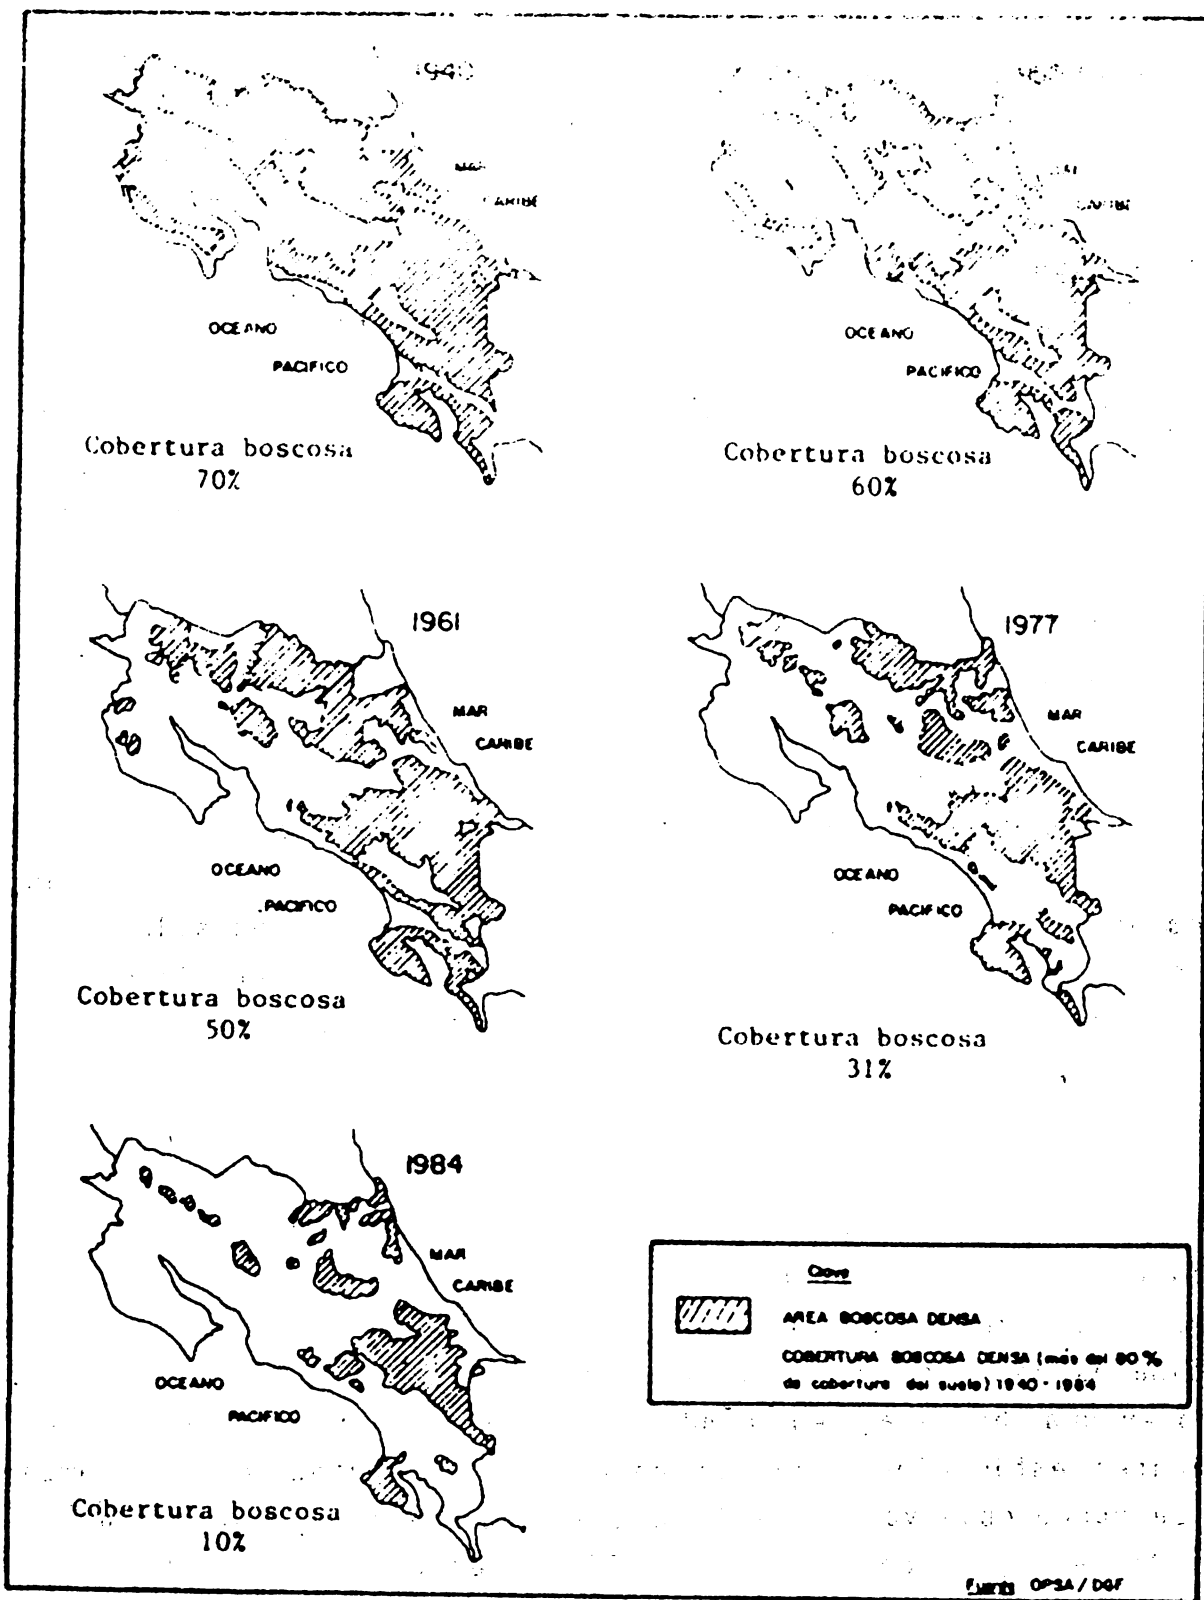 1940
MAR
CARIBE
OCEANO
PACIFICO
Cobertura boscosa
70%
CARIBE
OCEANO
PACIFICO
Cobertura boscosa
60%
1961
MAR
CARIBE
OCEANO
PACIFICO
Cobertura boscosa
50%
1977
MAR
CARIBE
OCEANO
PACIFICO
Cobertura boscosa
31%
1984
MAR
CARIBE
OCEANO
PACIFICO
Cobertura boscosa
10%
Clave
AREA BOSCOSA DENSA
COBERTURA BOSCOSA DENSA (más del 80%
de cobertura del suelo) 1940-1984
Fuente OPSA / DGF